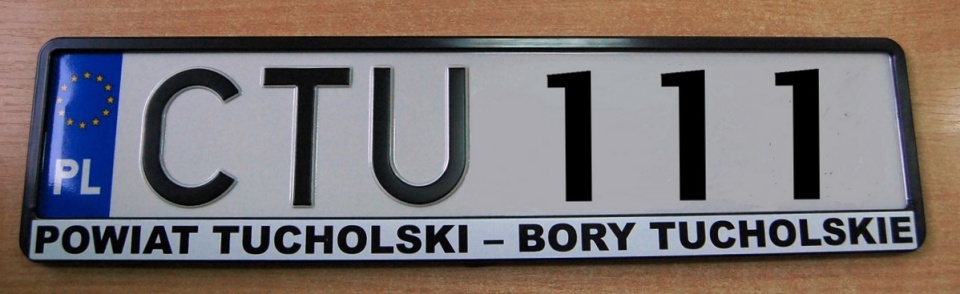 PL CTU 111
POWIAT TUCHOLSKI – BORY TUCHOLSKIE